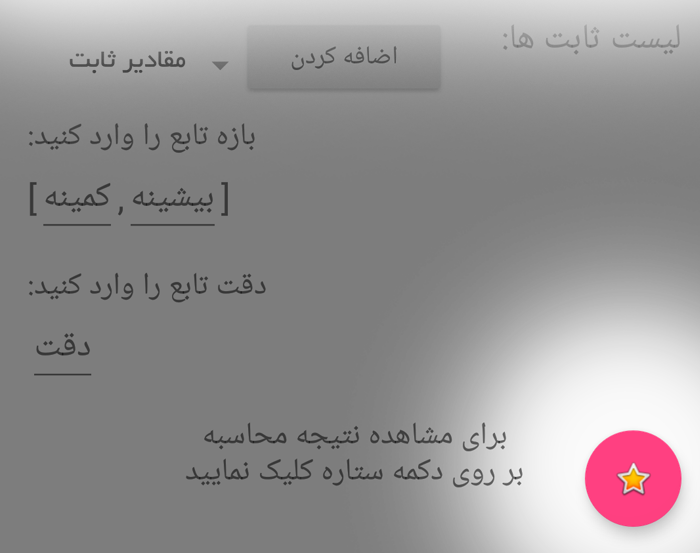 لیست ثابت ها:
اضافه کردن
مقادیر ثابت
بازه تابع را وارد کنید:
[ کمینه , بیشینه ]
دقت تابع را وارد کنید:
دقت
برای مشاهده نتیجه محاسبه
بر روی دکمه ستاره کلیک نمایید